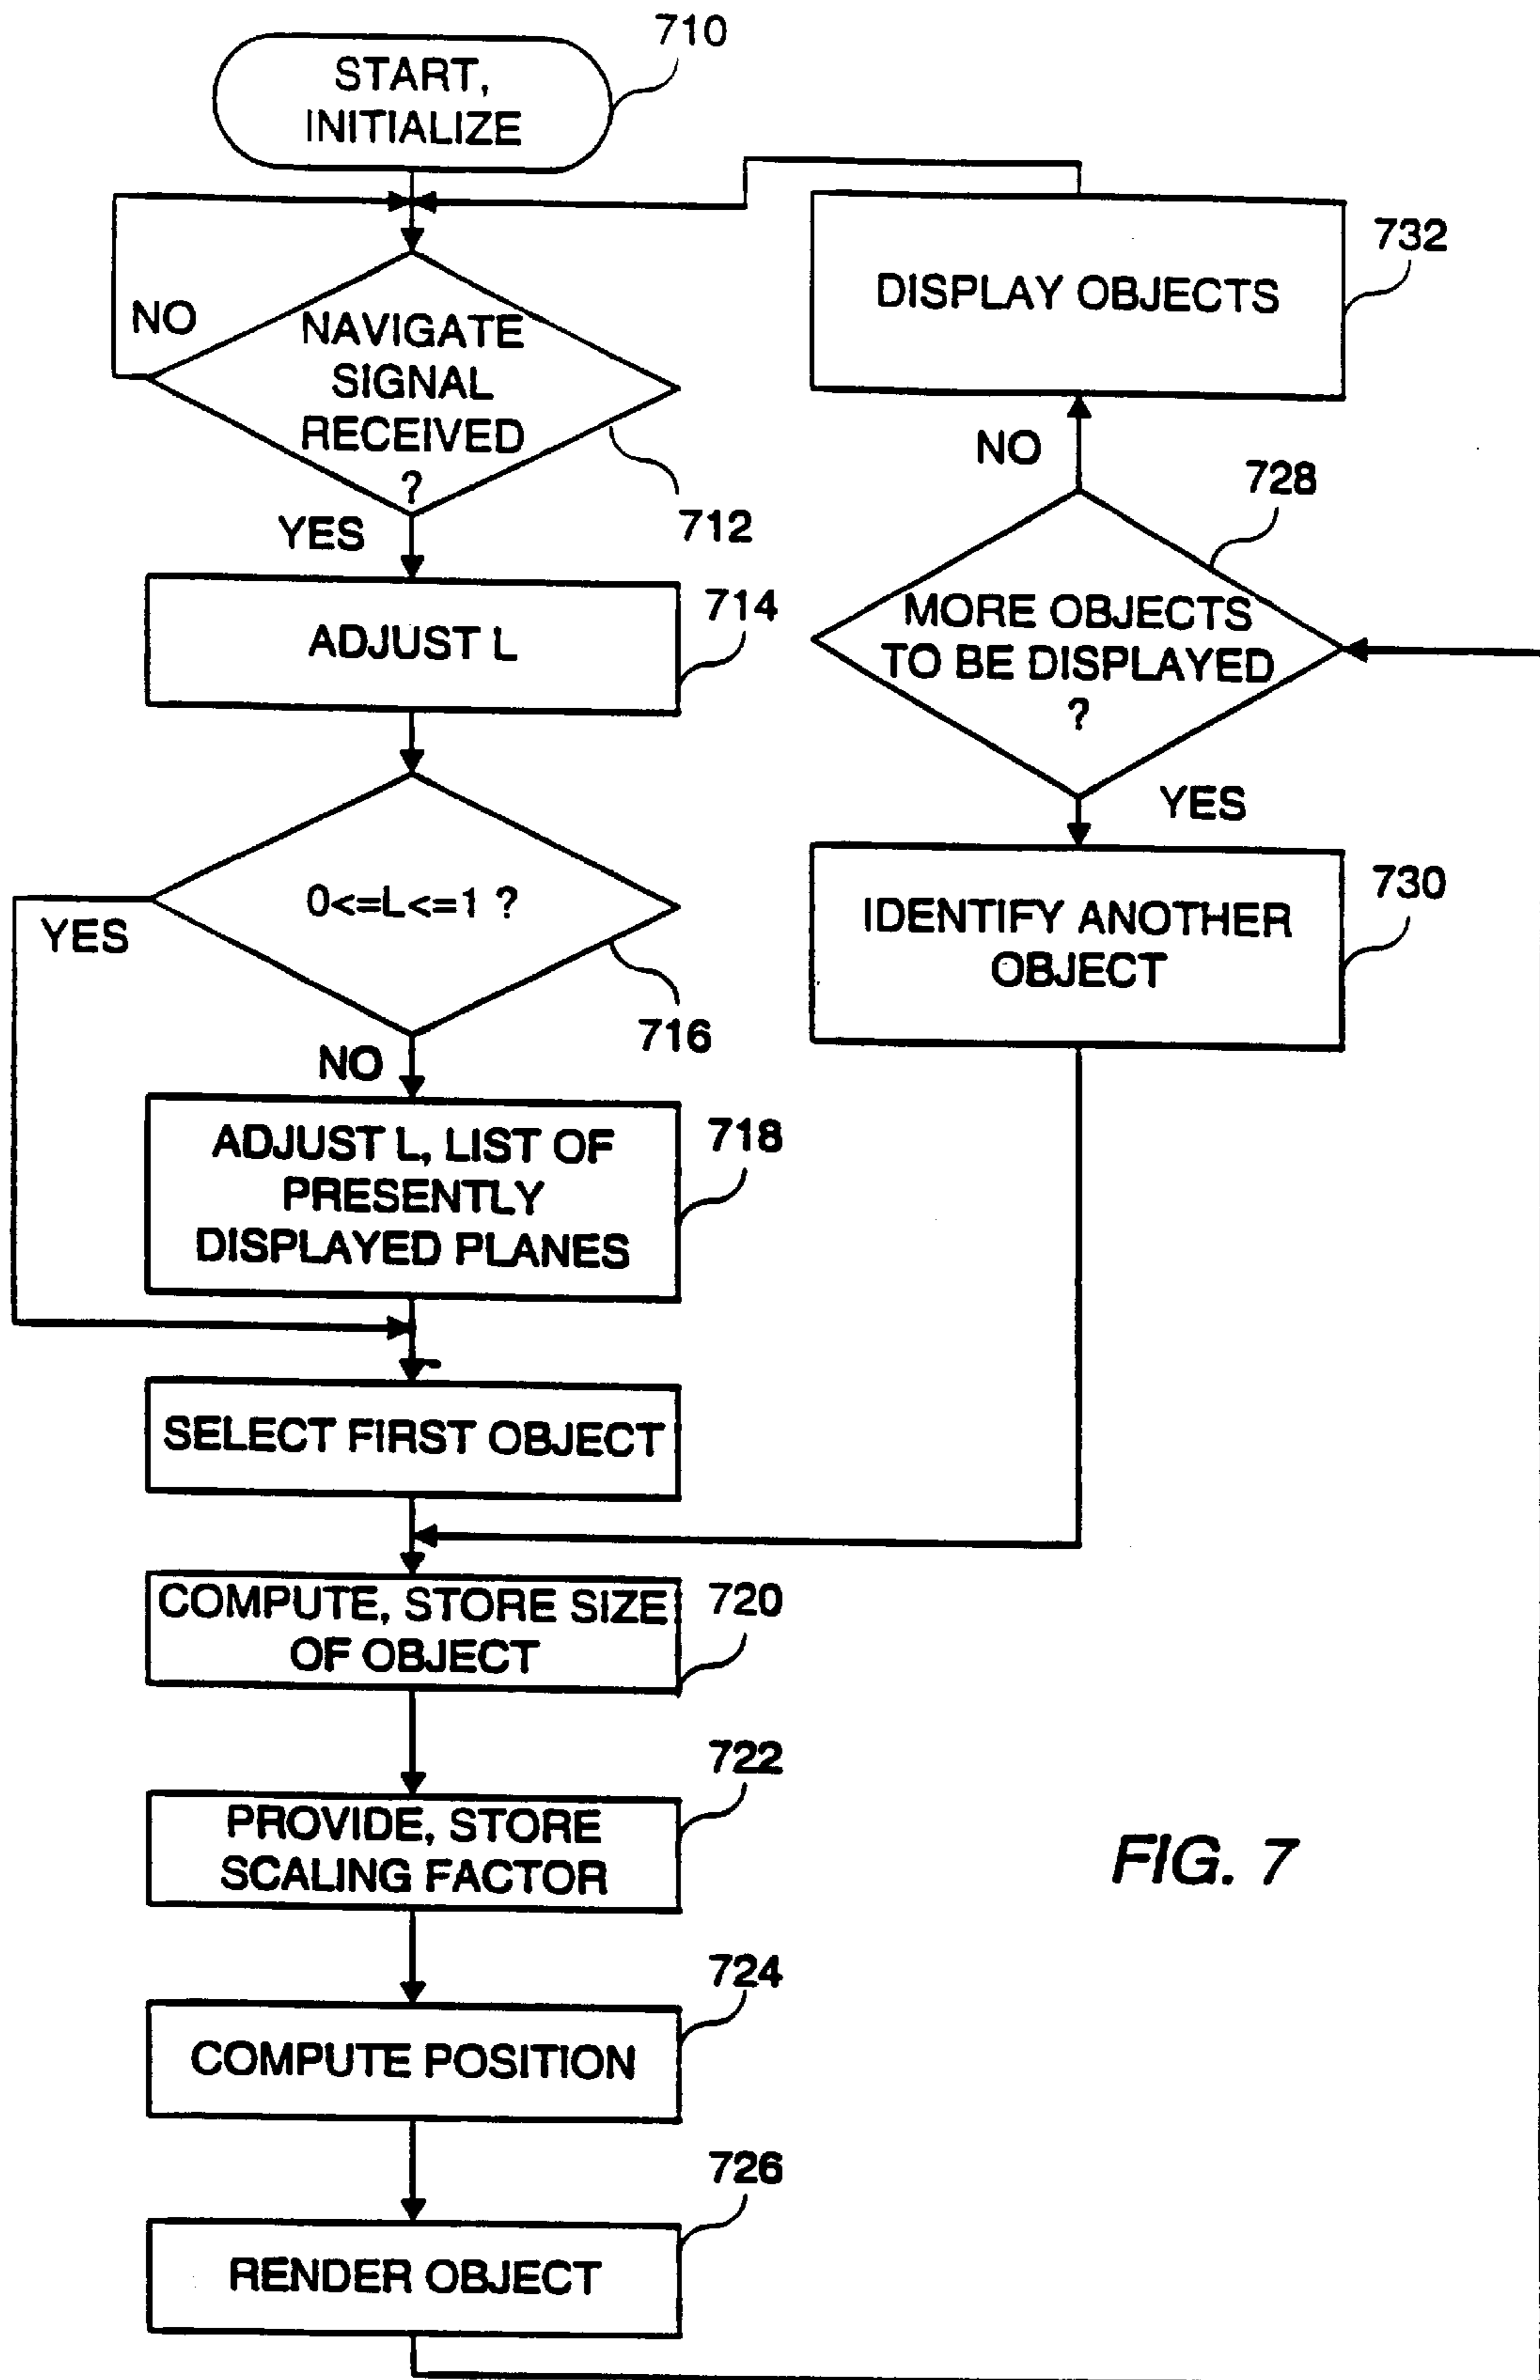 710
START,
INITIALIZE
NO
NAVIGATE
SIGNAL
RECEIVED
?
712
YES
ADJUST L
714
0<=L<=1 ?
YES
716
NO
ADJUST L, LIST OF
PRESENTLY
DISPLAYED PLANES
718
SELECT FIRST OBJECT
COMPUTE, STORE SIZE
OF OBJECT
720
PROVIDE, STORE
SCALING FACTOR
722
COMPUTE POSITION
724
RENDER OBJECT
726
DISPLAY OBJECTS
732
NO
728
MORE OBJECTS
TO BE DISPLAYED
?
YES
IDENTIFY ANOTHER
OBJECT
730
FIG. 7